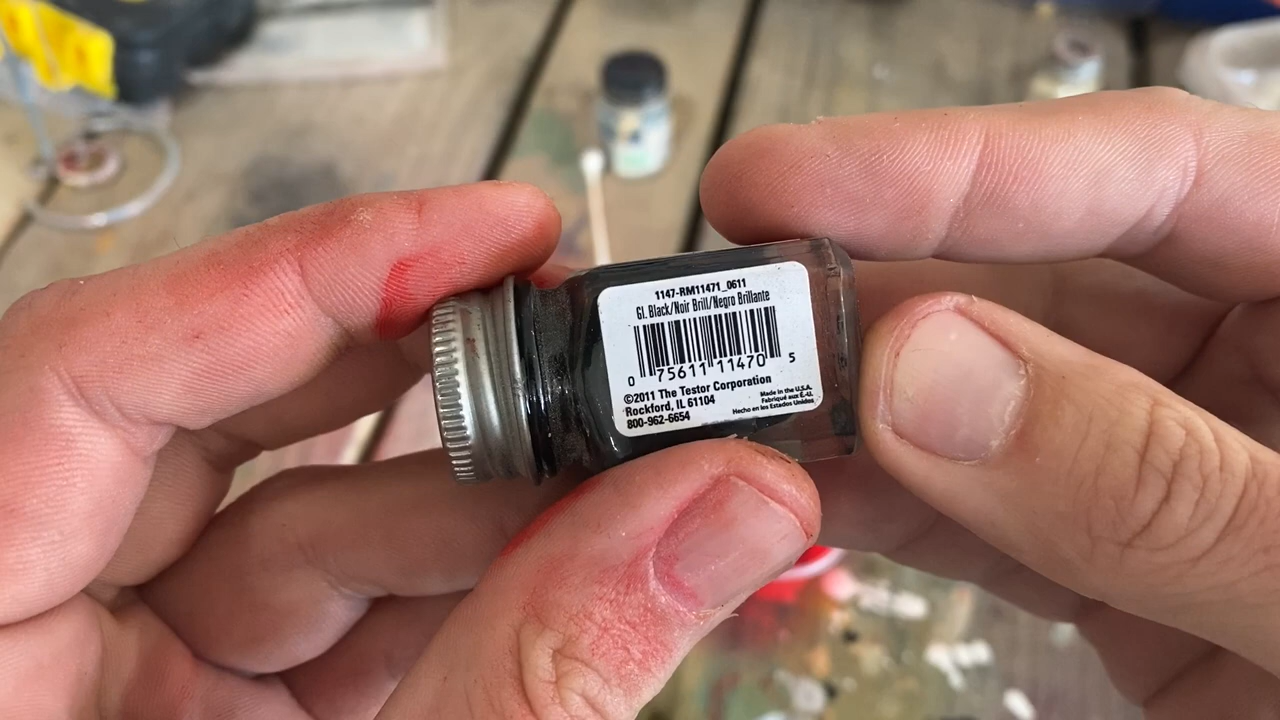 1147-RM11471_0611
Gl. Black/Noir Brill/Negro Brillante
0 75611 11470 5
©2011 The Testor Corporation
Rockford, IL 61104
800-962-6654
Made in the U.S.A.
Fabriqué aux É.-U.
Hecho en los Estados Unidos